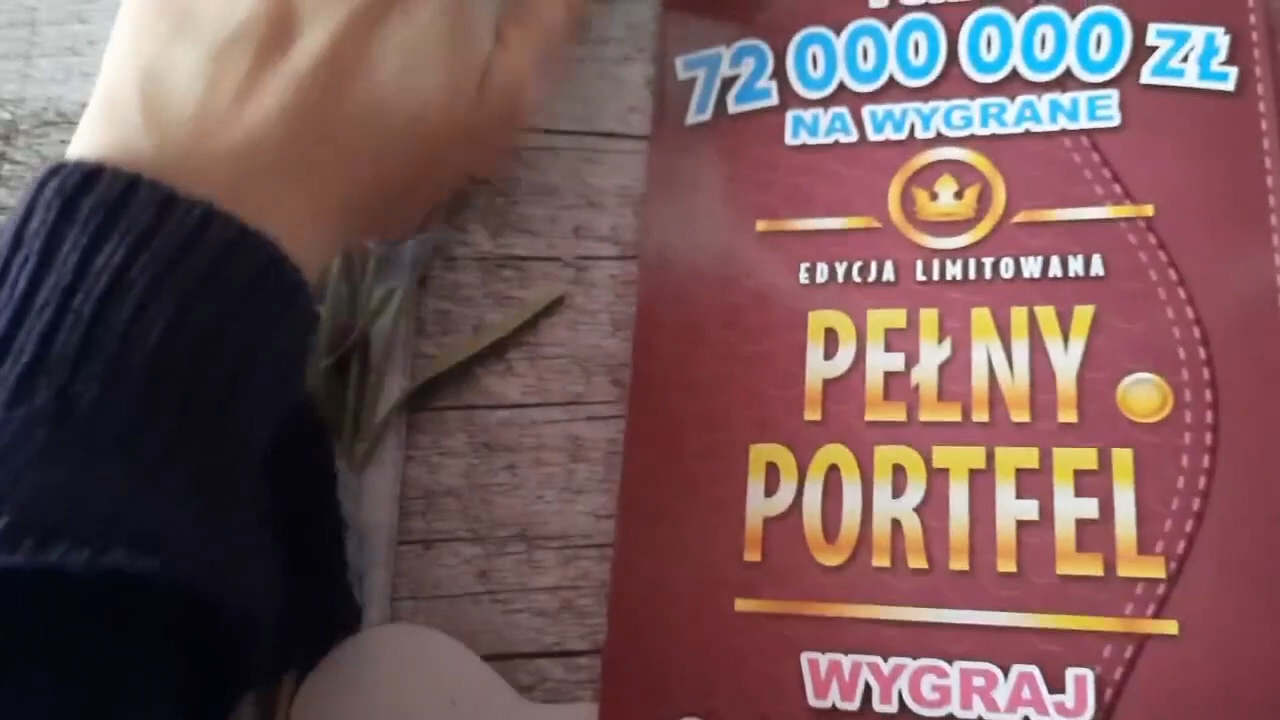 72 000 000 ZŁ
NA WYGRANE
EDYCJA LIMITOWANA
PEŁNY
PORTFEL
WYGRAJ